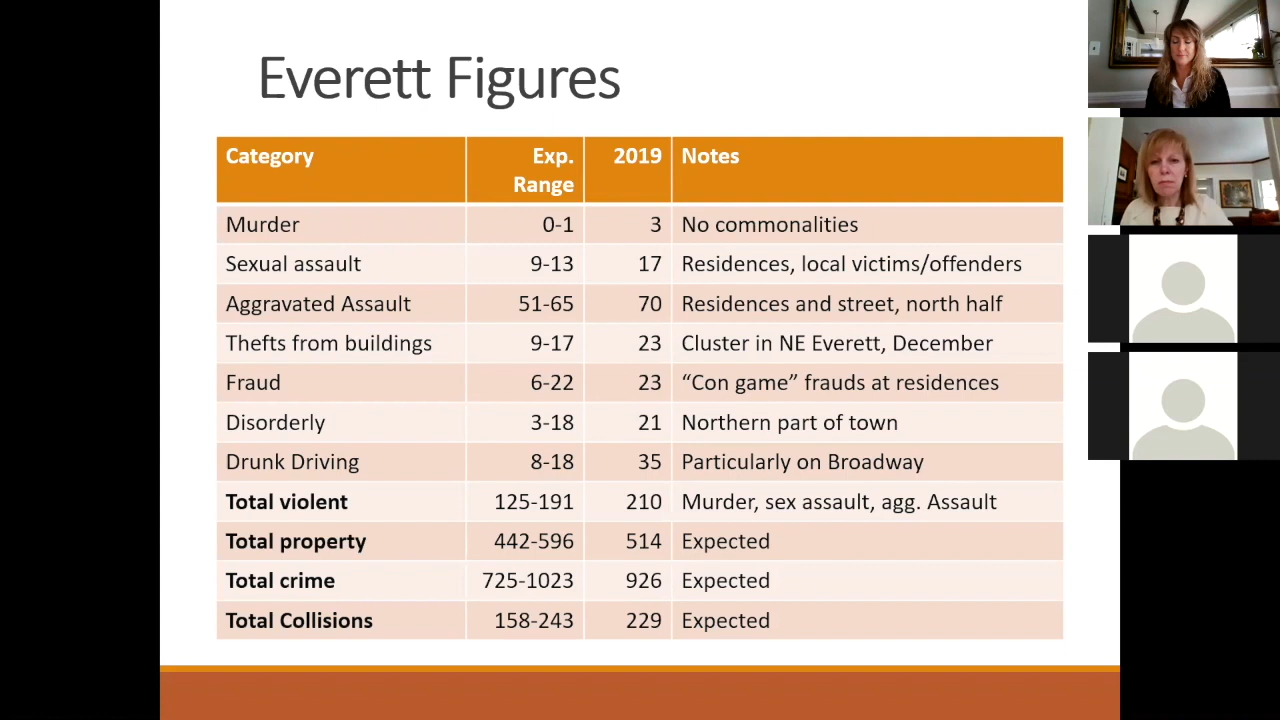 Everett Figures
Category Exp. Range 2019 Notes
Murder 0-1 3 No commonalities
Sexual assault 9-13 17 Residences, local victims/offenders
Aggravated Assault 51-65 70 Residences and street, north half
Thefts from buildings 9-17 23 Cluster in NE Everett, December
Fraud 6-22 23 “Con game” frauds at residences
Disorderly 3-18 21 Northern part of town
Drunk Driving 8-18 35 Particularly on Broadway
Total violent 125-191 210 Murder, sex assault, agg. Assault
Total property 442-596 514 Expected
Total crime 725-1023 926 Expected
Total Collisions 158-243 229 Expected